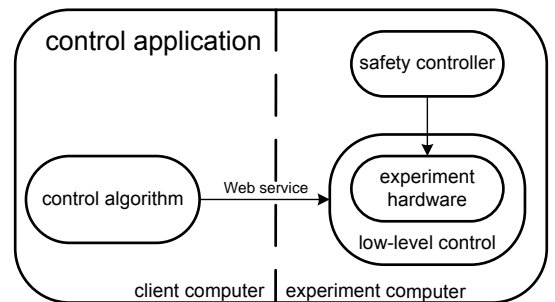 control application
safety controller
control algorithm
Web service
experiment
hardware
low-level control
client computer
experiment computer